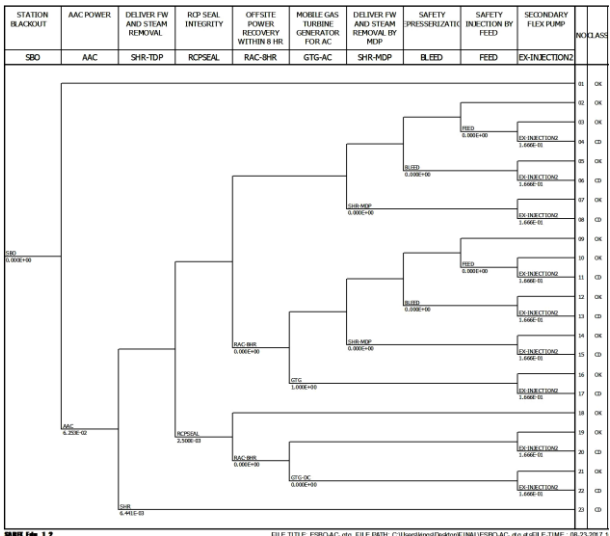 STATION BLACKOUT
AAC POWER
DELIVER FW AND STEAM REMOVAL
RCP SEAL INTEGRITY
OFFSITE POWER RECOVERY WITHIN 8 HR
MOBILE GAS TURBINE GENERATOR FOR AC
DELIVER FW AND STEAM REMOVAL BY MDP
SAFETY EPRESSERIZATIO
SAFETY INJECTION BY FEED
SECONDARY FLEX PUMP
NO
CLASS
SBO
AAC
SHR-TDP
RCPSEAL
RAC-8HR
GTG-AC
SHR-MDP
BLEED
FEED
EX-INJECTION2
01 OK
02 OK
03 OK
FEED
0.000E+00
EX-INJECTION2
1.666E-01
04 CD
05 OK
BLEED
0.000E+00
EX-INJECTION2
1.666E-01
06 CD
07 OK
SHR-MDP
0.000E+00
EX-INJECTION2
1.666E-01
08 CD
09 OK
SBO
0.000E+00
10 OK
FEED
0.000E+00
EX-INJECTION2
1.666E-01
11 CD
12 OK
BLEED
0.000E+00
EX-INJECTION2
1.666E-01
13 CD
14 OK
RAC-8HR
0.000E+00
SHR-MDP
0.000E+00
EX-INJECTION2
1.666E-01
15 CD
16 OK
GTG
1.000E+00
EX-INJECTION2
1.666E-01
17 CD
18 OK
AAC
6.253E-02
RCPSEAL
2.500E-03
19 OK
RAC-8HR
0.000E+00
EX-INJECTION2
1.666E-01
20 CD
21 OK
GTG-DC
0.000E+00
EX-INJECTION2
1.666E-01
22 CD
SHR
6.441E-03
23 CD
FILE TITLE: ESBO-AC-